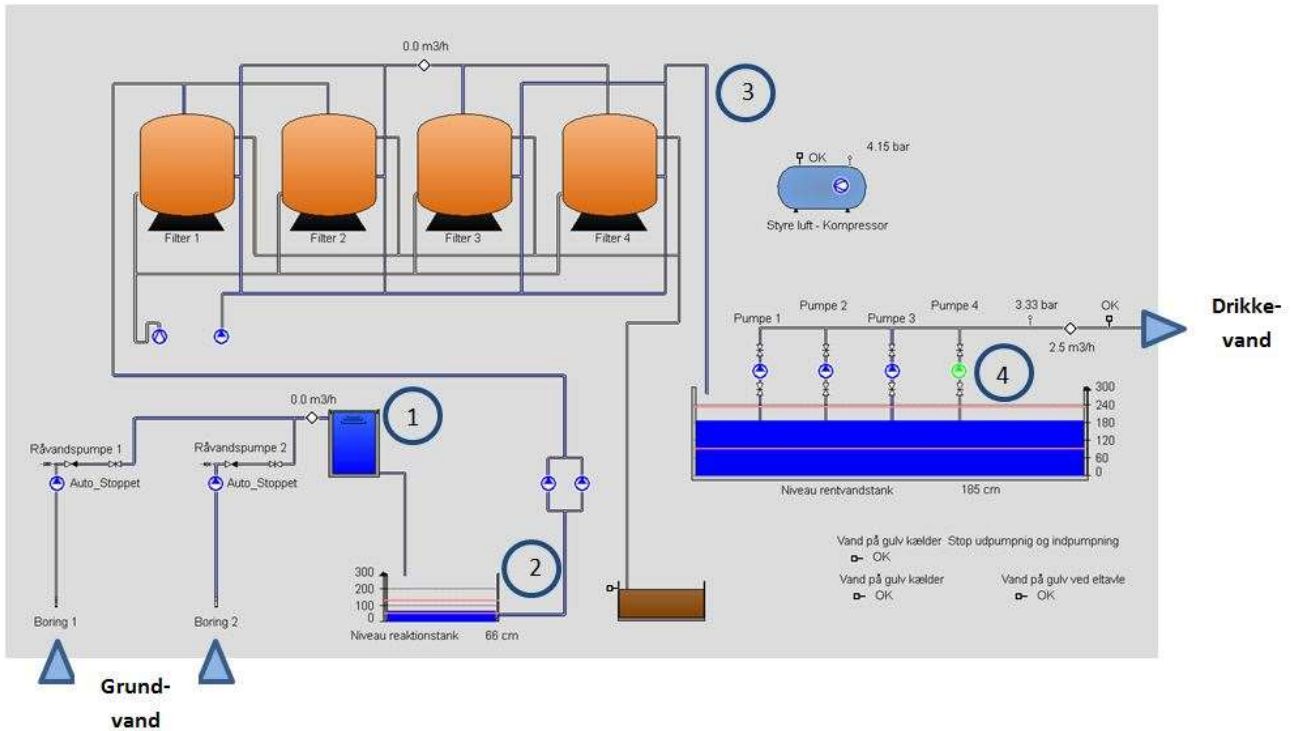 0.0 m3/h
3
4.15 bar
OK
Styre luft - Kompressor
Filter 1
Filter 2
Filter 3
Filter 4
Pumpe 1
Pumpe 2
Pumpe 3
Pumpe 4
3.33 bar
OK
2.5 m3/h
Drikke-
vand
4
300
240
180
120
60
0
Niveau rentvandstank 185 cm
0.0 m3/h
1
Råvandspumpe 1
Råvandspumpe 2
Auto_Stoppet
Auto_Stoppet
2
300
200
100
0
Niveau reaktionstank 66 cm
Boring 1
Boring 2
Vand på gulv kælder Stop udpumpnig og indpumpning
OK
Vand på gulv kælder
OK
Vand på gulv ved eltavle
OK
Grund-
vand